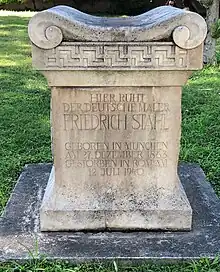 HIER RUHT
DER DEUTSCHE MALER
FRIEDRICH STAHL
GEBOREN IN MÜNCHEN
AM 27. DEZEMBER 1863
GESTORBEN IN ROM AM
12. JULI 1940